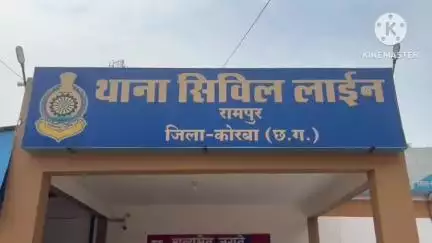 थाना सिविल लाईन
रामपुर
जिला-कोरबा (छ.ग.)
K
KINEMASTER